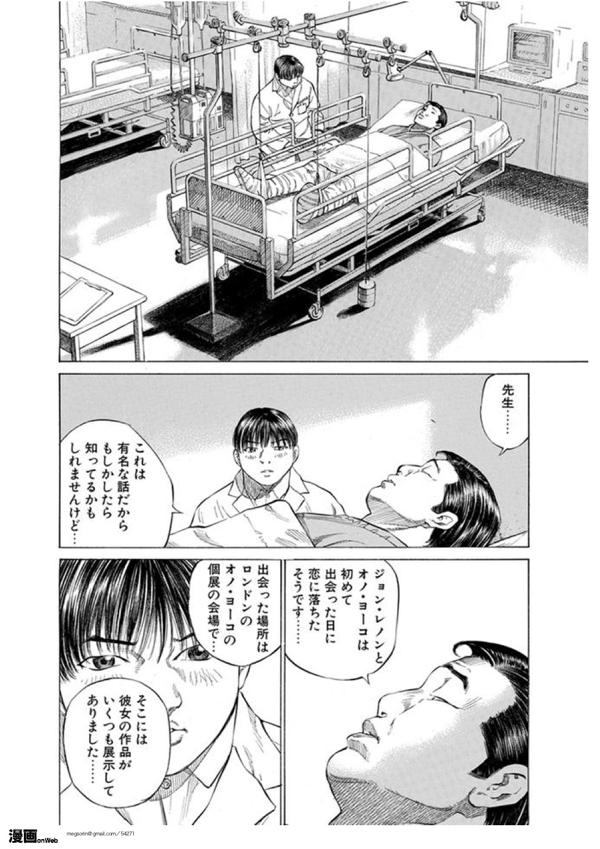 先生……
これは
有名な話だから
もしかしたら
知ってるかも
しれませんけど…
ジョン・レノンと
オノ・ヨーコは
初めて
出会った日に
恋に落ちた
そうです……
出会った場所は
ロンドンの
オノ・ヨーコの
個展の会場で…
そこには
彼女の作品が
いくつも展示して
ありました……
漫画onWeb
megaorin@gmail.com/54271